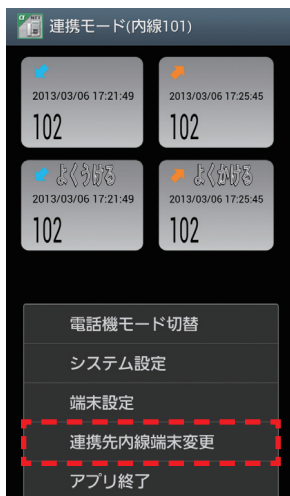 連携モード(内線101)
2013/03/06 17:21:49
102
2013/03/06 17:25:45
102
よくうける
2013/03/06 17:21:49
102
よくかける
2013/03/06 17:25:45
102
電話機モード切替
システム設定
端末設定
連携先内線端末変更
アプリ終了